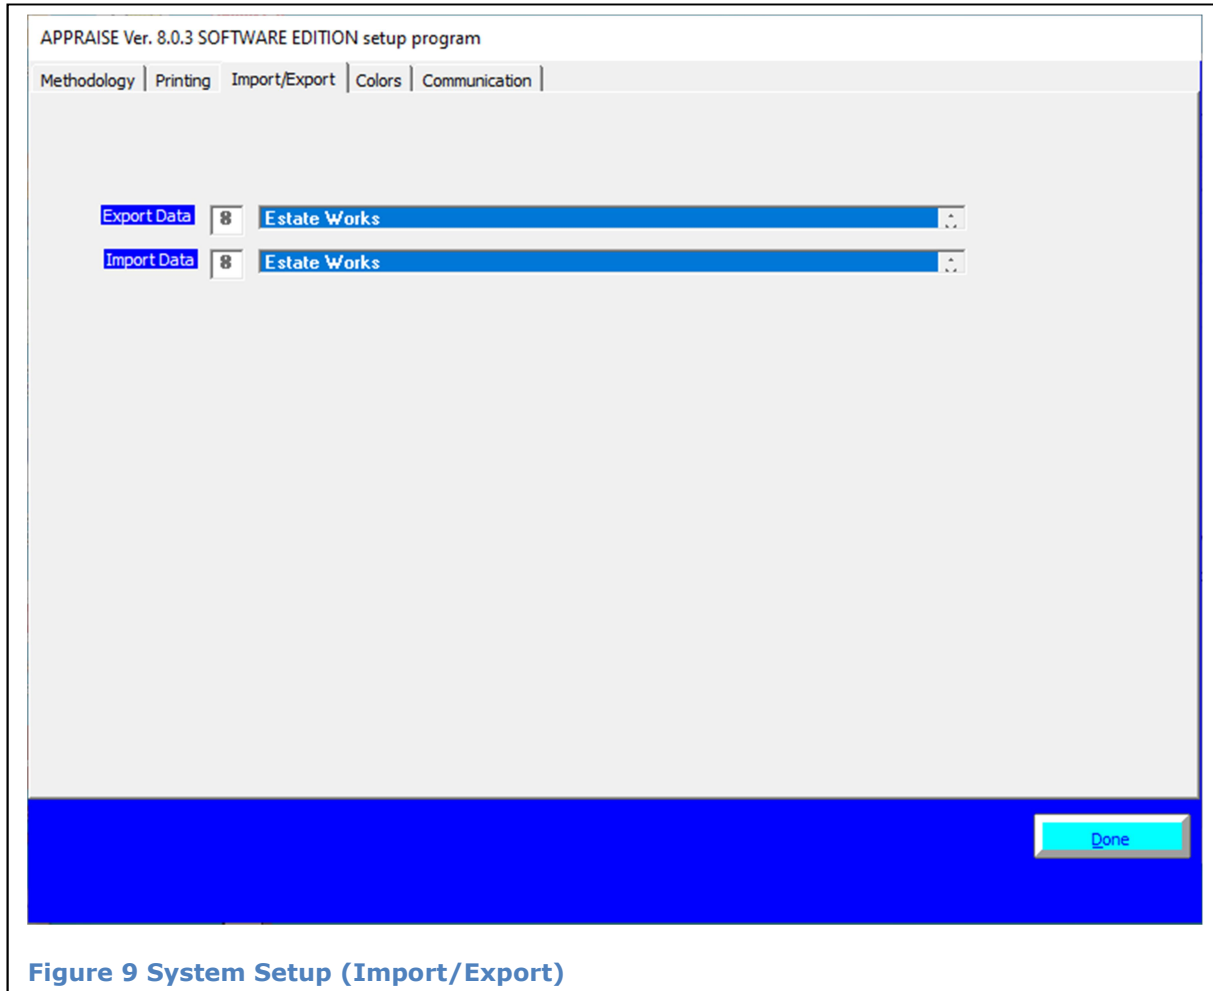 APPRAISE Ver. 8.0.3 SOFTWARE EDITION setup program
Methodology Printing Import/Export Colors Communication
Export Data 8 Estate Works
Import Data 8 Estate Works
Done
Figure 9 System Setup (Import/Export)